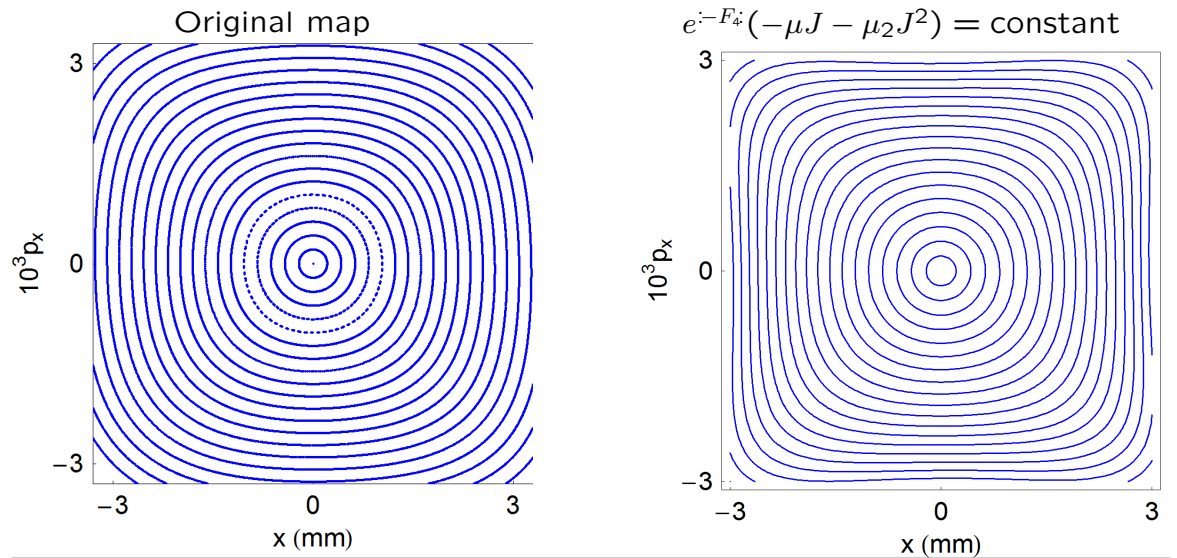 Original map
3
0
−3
10³pₓ
−3 0 3
x (mm)
e^{:−F₄:}(−μJ − μ₂J²) = constant
3
0
−3
10³pₓ
−3 0 3
x (mm)